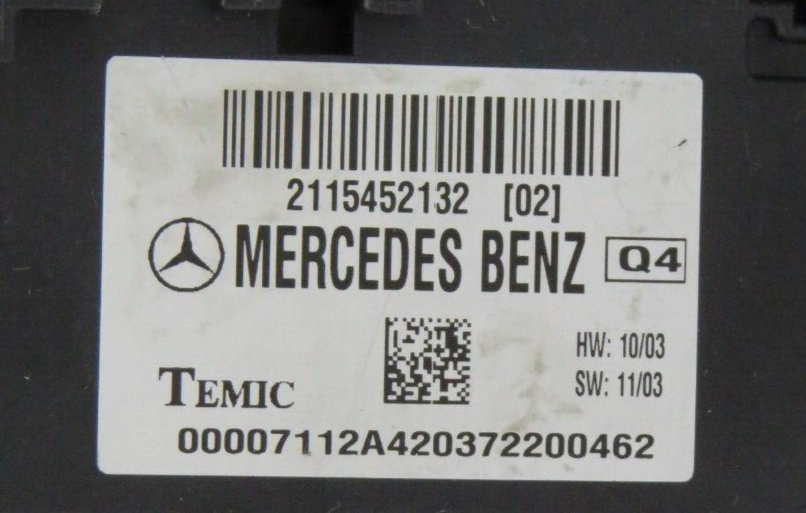 2115452132 [02]
MERCEDES BENZ Q4
HW: 10/03
SW: 11/03
TEMIC
00007112A420372200462